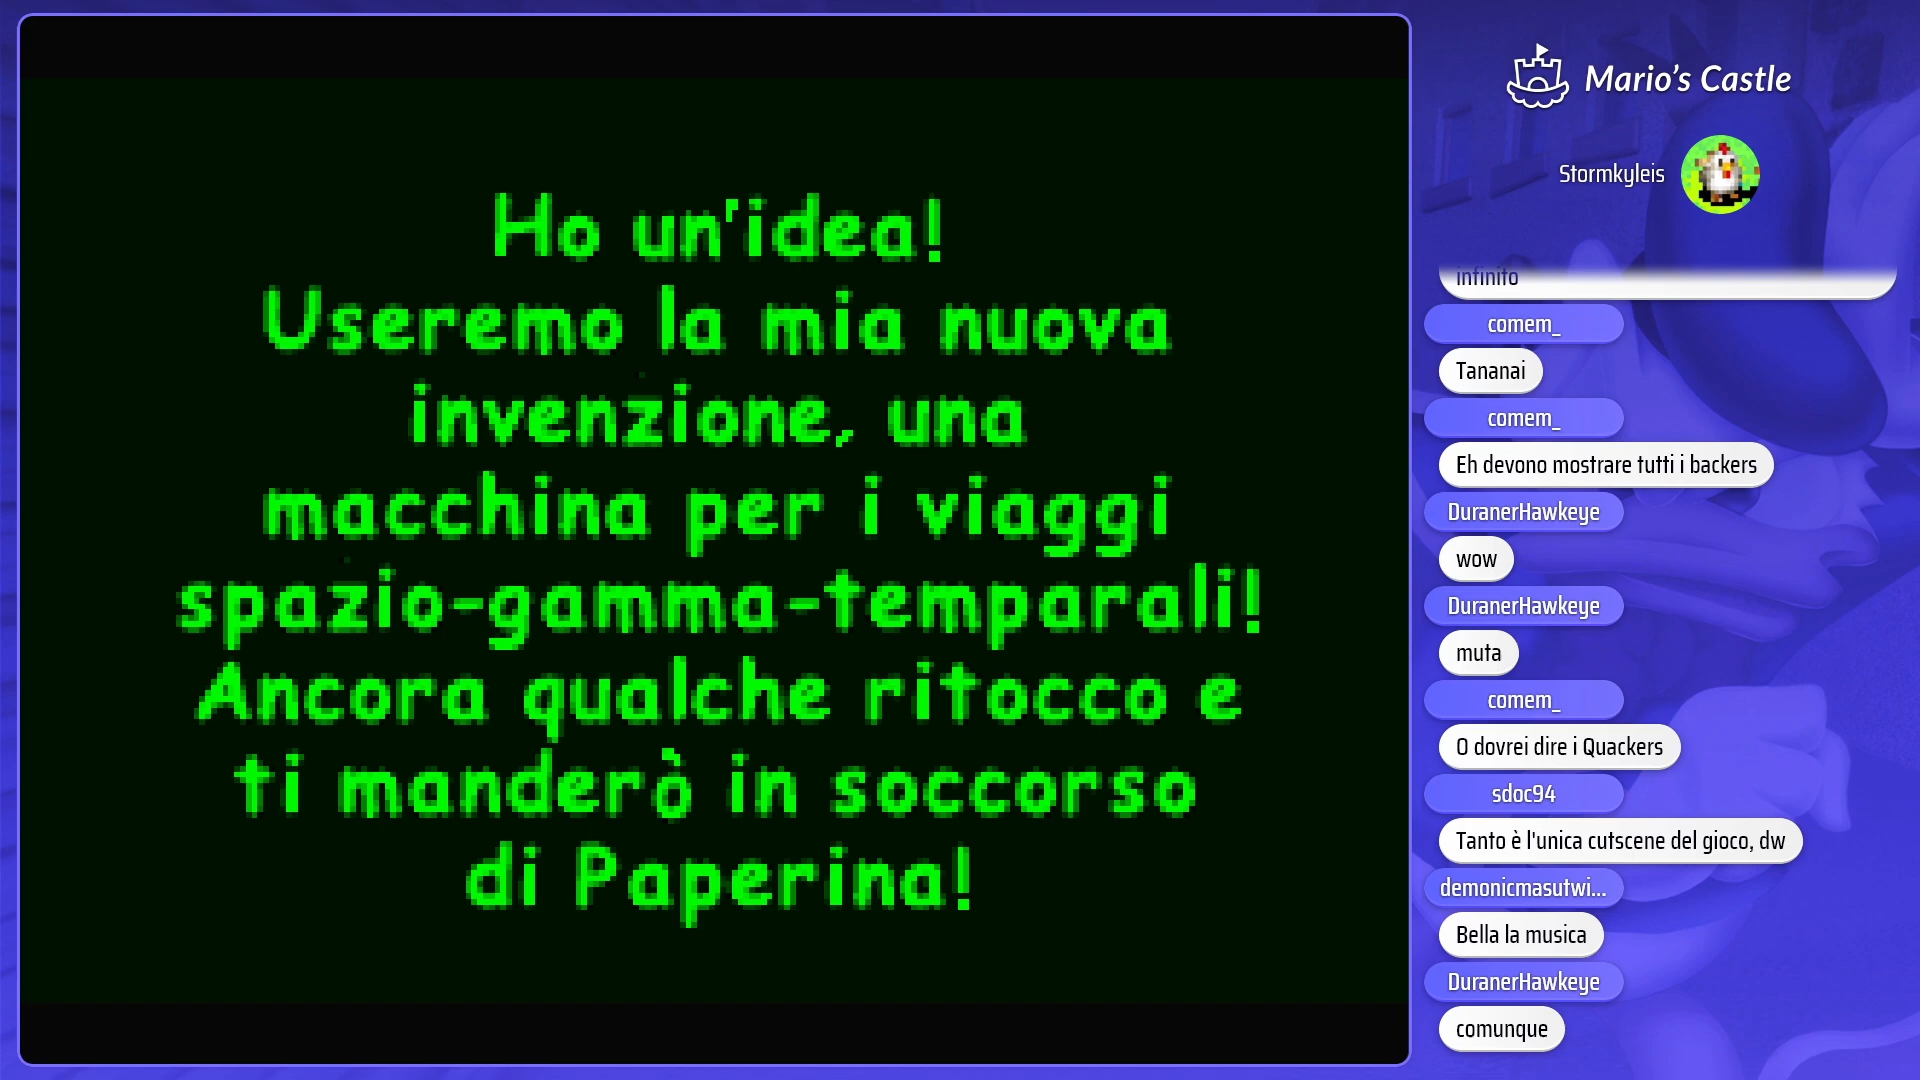 Ho un'idea!
Useremo la mia nuova
invenzione, una
macchina per i viaggi
spazio-gamma-temparali!
Ancora qualche ritocco e
ti manderò in soccorso
di Paperina!
Mario's Castle
Stormkyleis
infinito
comem_
Tananai
comem_
Eh devono mostrare tutti i backers
DuranerHawkeye
wow
DuranerHawkeye
muta
comem_
O dovrei dire i Quackers
sdoc94
Tanto è l'unica cutscene del gioco, dw
demonicmasutwi...
Bella la musica
DuranerHawkeye
comunque